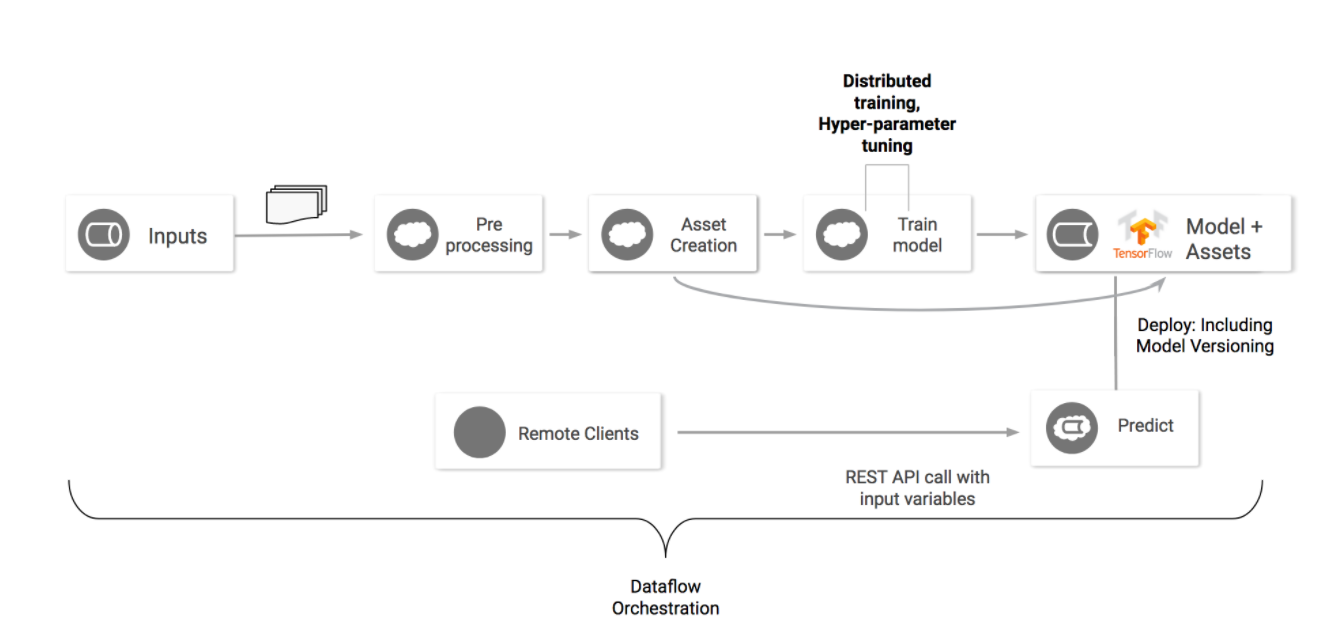 Distributed
training,
Hyper-parameter
tuning
Inputs
Pre
processing
Asset
Creation
Train
model
TensorFlow
Model +
Assets
Deploy: Including
Model Versioning
Remote Clients
Predict
REST API call with
input variables
Dataflow
Orchestration